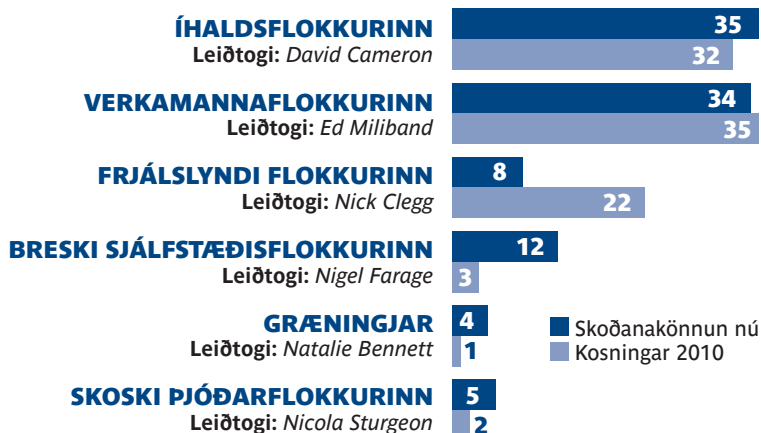 ÍHALDSFLOKKURINN
Leiðtogi: David Cameron
35
32
VERKAMANNAFLOKKURINN
Leiðtogi: Ed Miliband
34
35
FRJÁLSLYNDI FLOKKURINN
Leiðtogi: Nick Clegg
8
22
BRESKI SJÁLFSTÆÐISFLOKKURINN
Leiðtogi: Nigel Farage
12
3
GRÆNINGJAR
Leiðtogi: Natalie Bennett
4
1
Skoðanakönnun nú
Kosningar 2010
SKOSKI ÞJÓÐARFLOKKURINN
Leiðtogi: Nicola Sturgeon
5
2